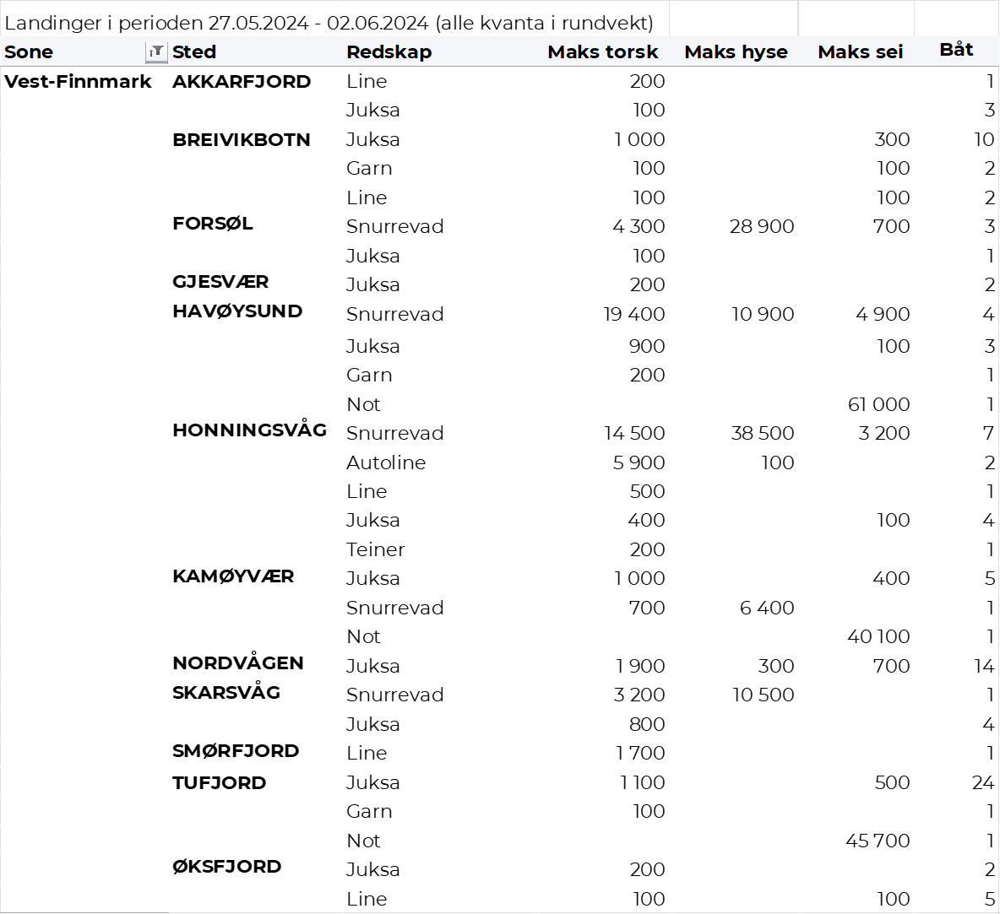 Landinger i perioden 27.05.2024 - 02.06.2024 (alle kvanta i rundvekt)
Sone Sted Redskap Maks torsk Maks hyse Maks sei Båt
Vest-Finnmark AKKARFJORD Line 200 1
Juksa 100 3
BREIVIKBOTN Juksa 1 000 300 10
Garn 100 100 2
Line 100 100 2
FORSØL Snurrevad 4 300 28 900 700 3
Juksa 100 1
GJESVÆR Juksa 200 2
HAVØYSUND Snurrevad 19 400 10 900 4 900 4
Juksa 900 100 3
Garn 200 1
Not 61 000 1
HONNINGSVÅG Snurrevad 14 500 38 500 3 200 7
Autoline 5 900 100 2
Line 500 1
Juksa 400 100 4
Teiner 200 1
KAMØYVÆR Juksa 1 000 400 5
Snurrevad 700 6 400 1
Not 40 100 1
NORDVÅGEN Juksa 1 900 300 700 14
SKARSVÅG Snurrevad 3 200 10 500 1
Juksa 800 4
SMØRFJORD Line 1 700 1
TUFJORD Juksa 1 100 500 24
Garn 100 1
Not 45 700 1
ØKSFJORD Juksa 200 2
Line 100 100 5